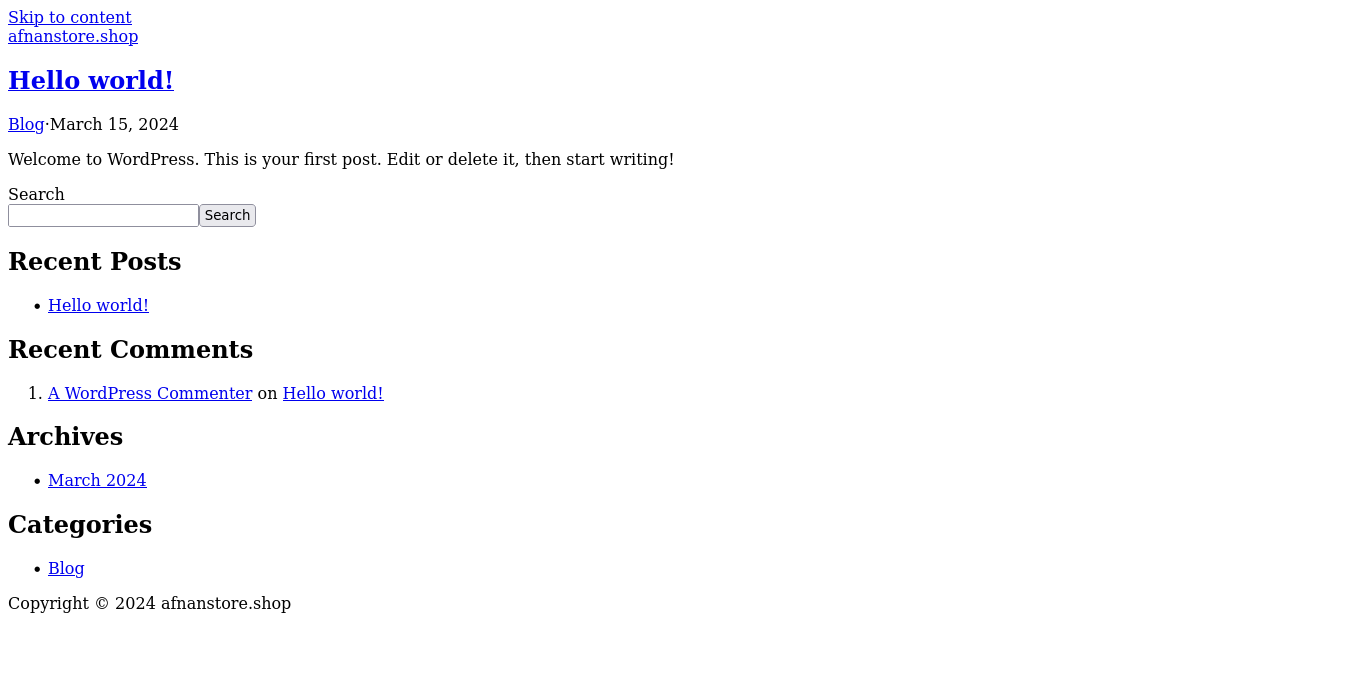 Skip to content
afnanstore.shop
Hello world!
Blog·March 15, 2024
Welcome to WordPress. This is your first post. Edit or delete it, then start writing!
Search
Search
Recent Posts
• Hello world!
Recent Comments
1. A WordPress Commenter on Hello world!
Archives
• March 2024
Categories
• Blog
Copyright © 2024 afnanstore.shop